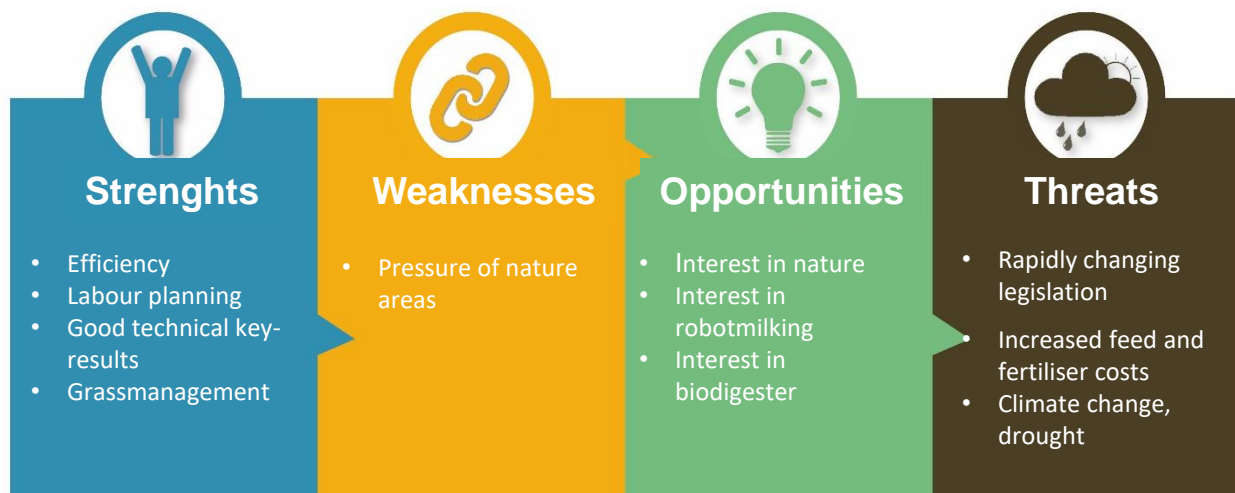 Strenghts
• Efficiency
• Labour planning
• Good technical key-
results
• Grassmanagement
Weaknesses
• Pressure of nature
areas
Opportunities
• Interest in nature
• Interest in
robotmilking
• Interest in
biodigester
Threats
• Rapidly changing
legislation
• Increased feed and
fertiliser costs
• Climate change,
drought